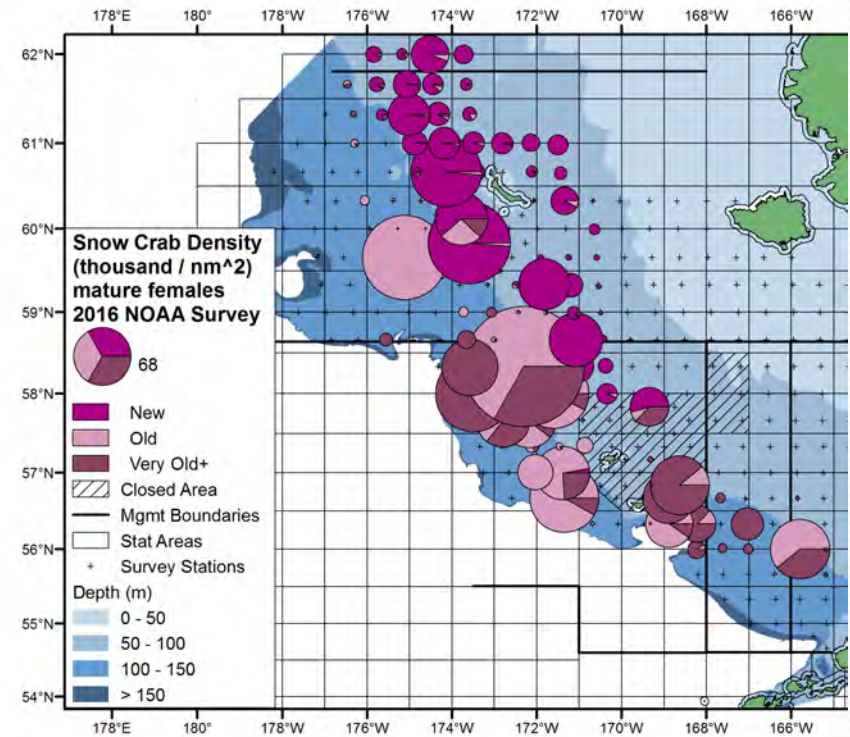 178°E 180° 178°W 176°W 174°W 172°W 170°W 168°W 166°W
62°N
61°N
60°N
59°N
58°N
57°N
56°N
55°N
54°N
Snow Crab Density
(thousand / nm^2)
mature females
2016 NOAA Survey
68
New
Old
Very Old+
Closed Area
Mgmt Boundaries
Stat Areas
Survey Stations
Depth (m)
0 - 50
50 - 100
100 - 150
> 150
178°E 180° 178°W 176°W 174°W 172°W 170°W 168°W 166°W